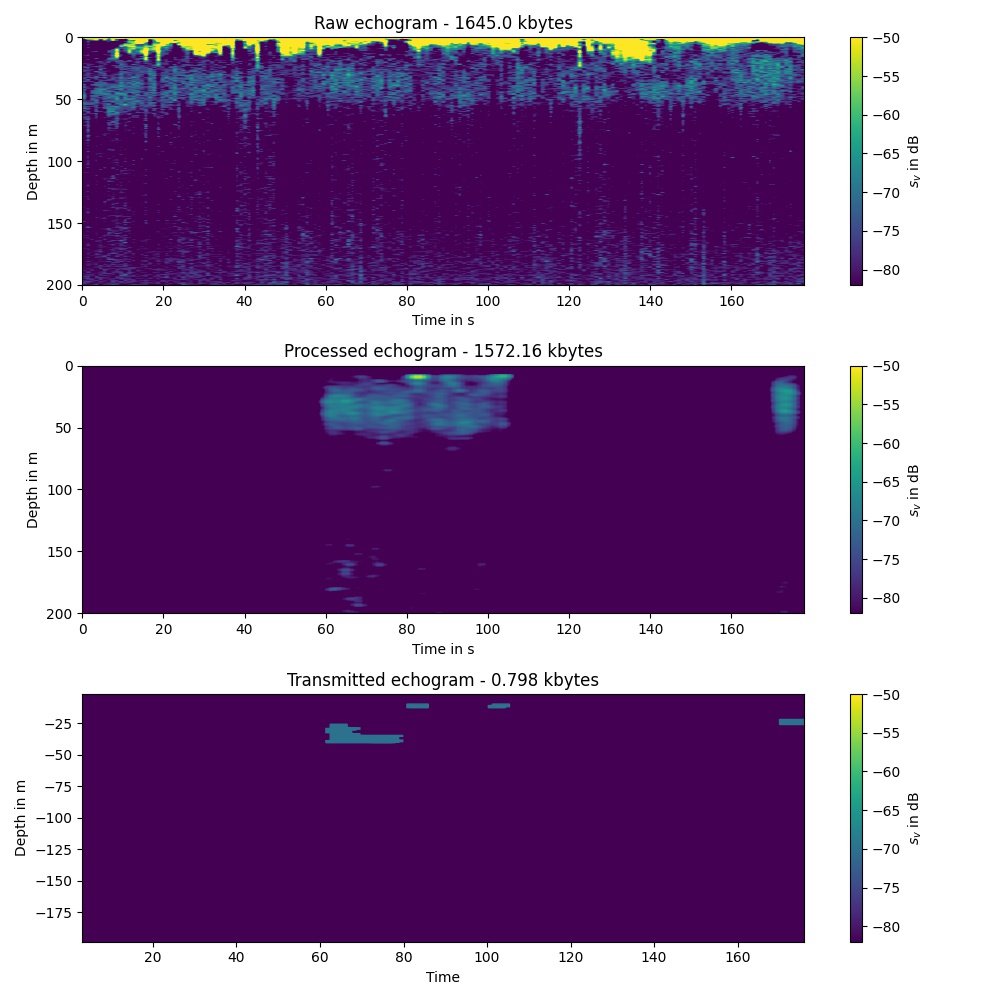 Raw echogram - 1645.0 kbytes
0
50
100
150
200
Depth in m
0 20 40 60 80 100 120 140 160
Time in s
−50
−55
−60
−65
−70
−75
−80
sv in dB
Processed echogram - 1572.16 kbytes
0
50
100
150
200
Depth in m
0 20 40 60 80 100 120 140 160
Time in s
−50
−55
−60
−65
−70
−75
−80
sv in dB
Transmitted echogram - 0.798 kbytes
−25
−50
−75
−100
−125
−150
−175
Depth in m
20 40 60 80 100 120 140 160
Time
−50
−55
−60
−65
−70
−75
−80
sv in dB